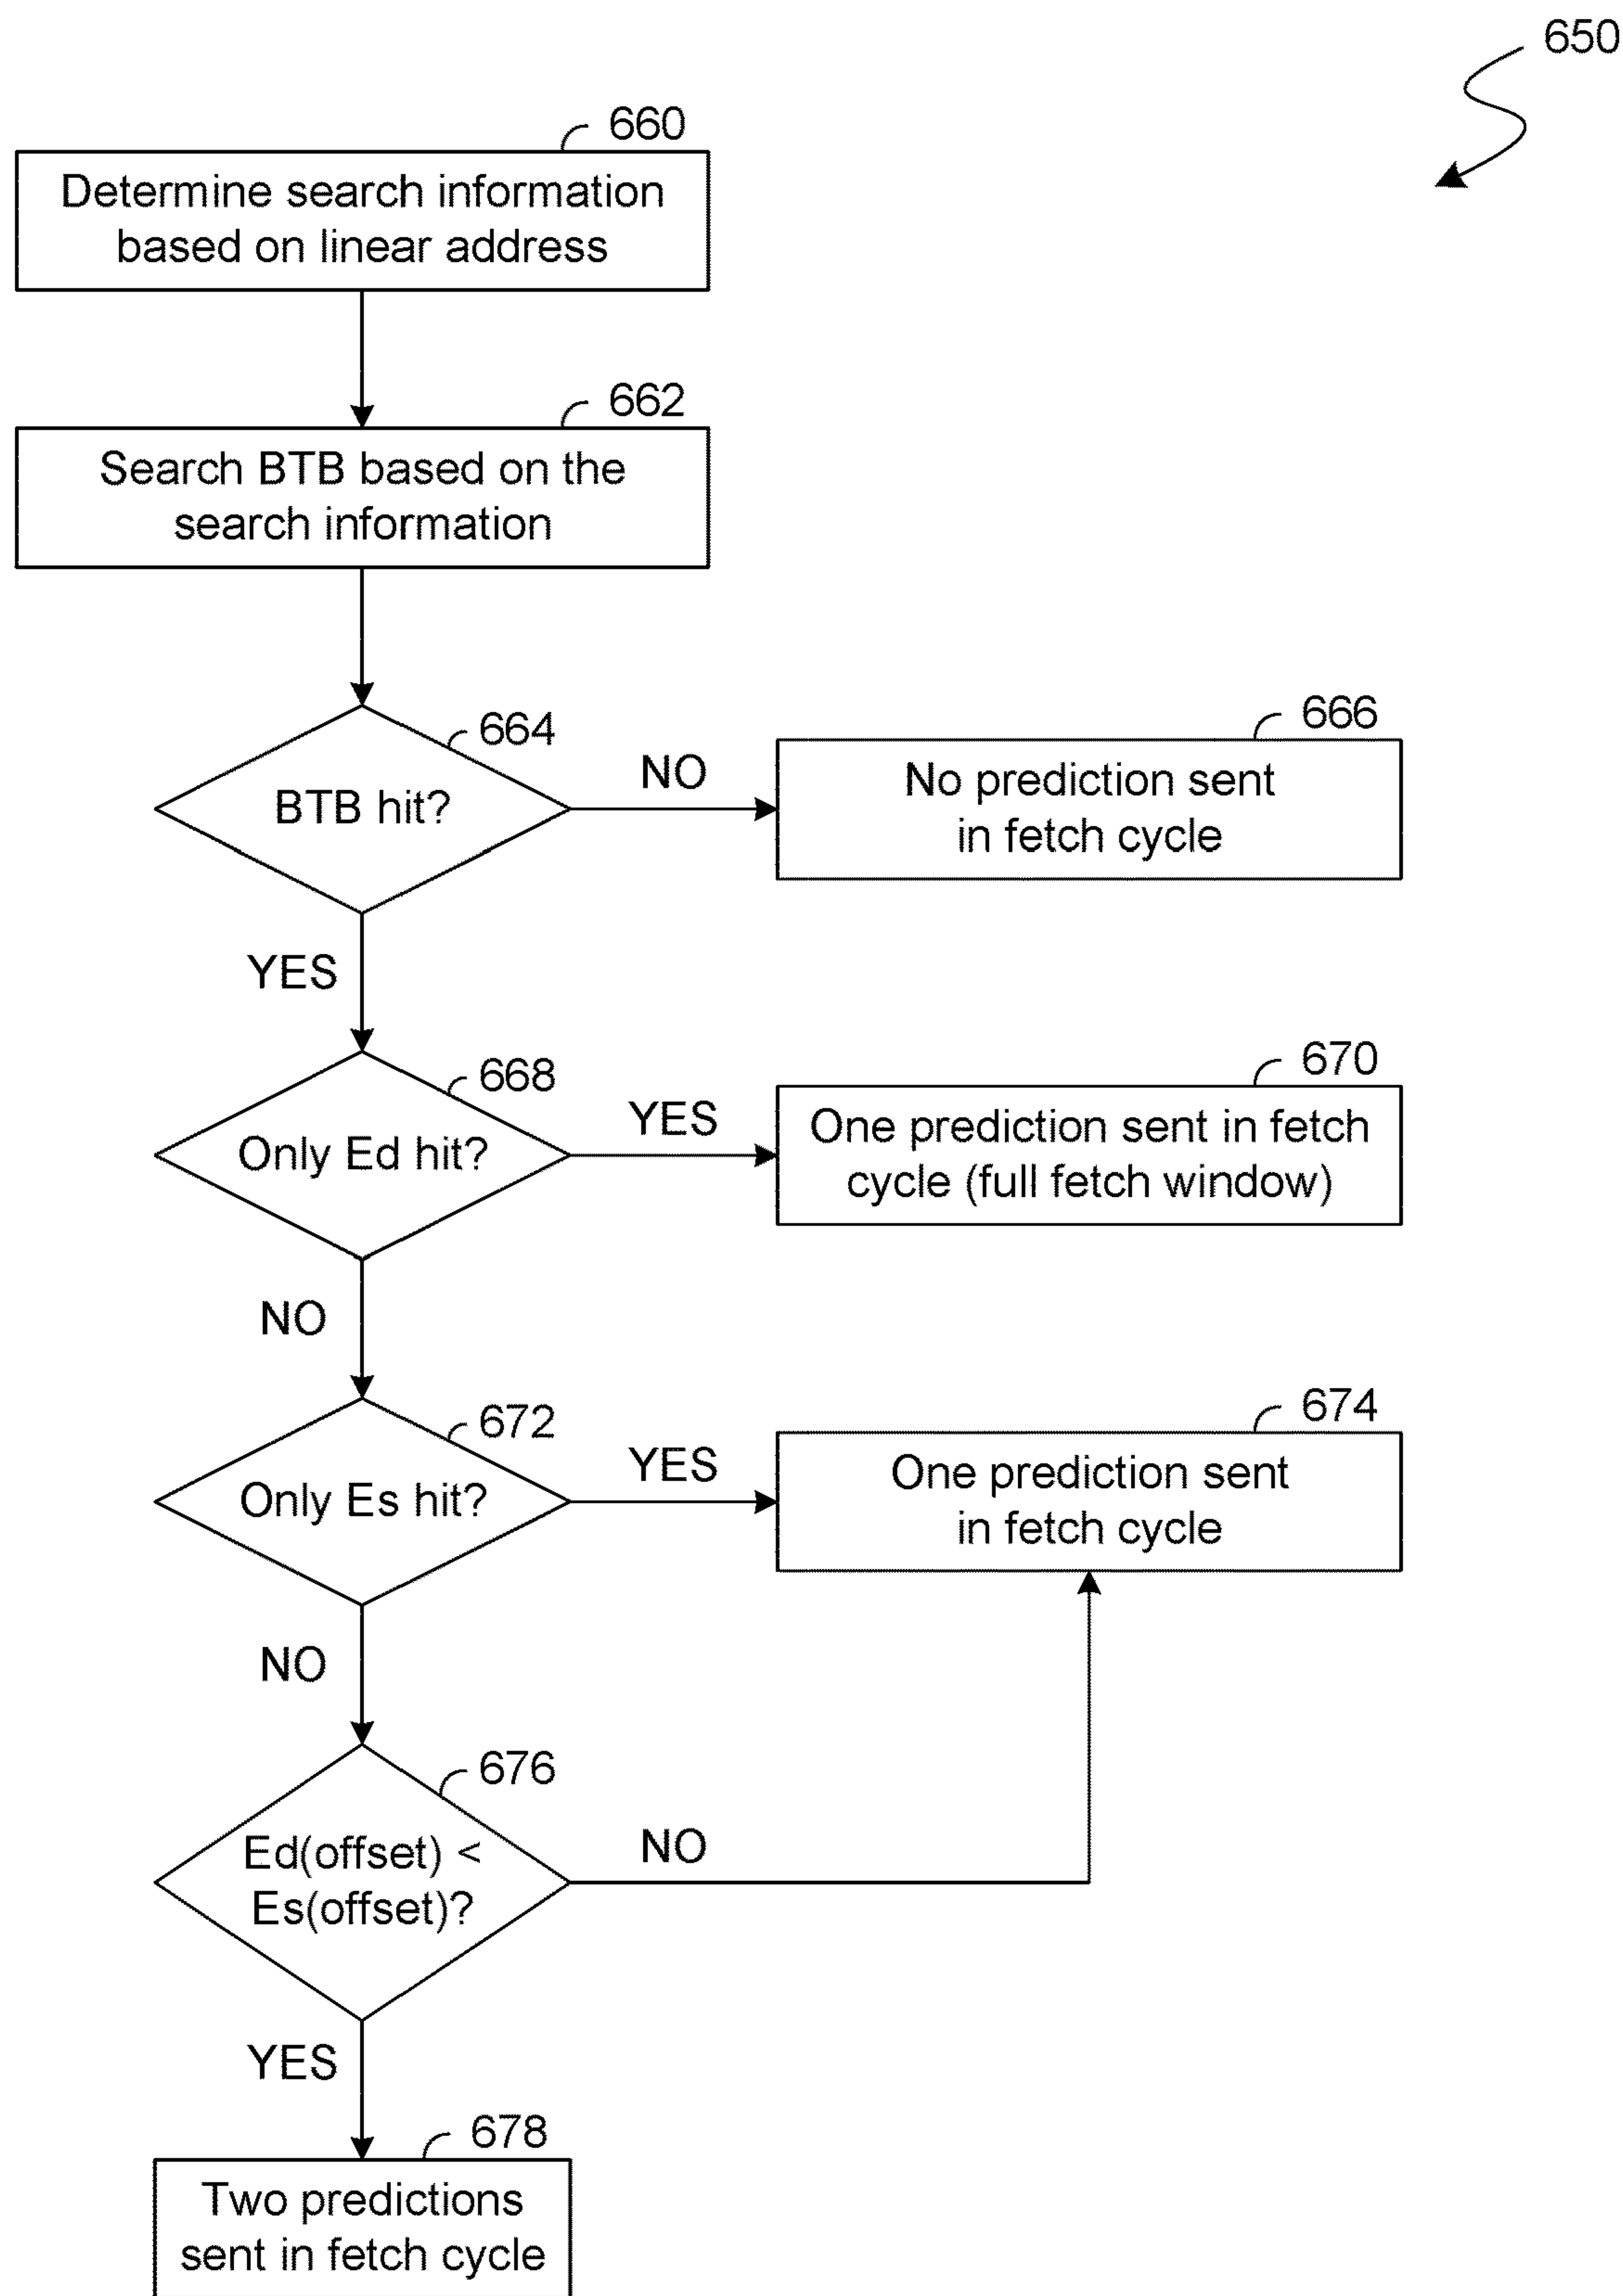 650
660
Determine search information
based on linear address
662
Search BTB based on the
search information
664
BTB hit?
NO
666
No prediction sent
in fetch cycle
YES
668
Only Ed hit?
YES
670
One prediction sent in fetch
cycle (full fetch window)
NO
672
Only Es hit?
YES
674
One prediction sent
in fetch cycle
NO
676
Ed(offset) <
Es(offset)?
NO
YES
678
Two predictions
sent in fetch cycle